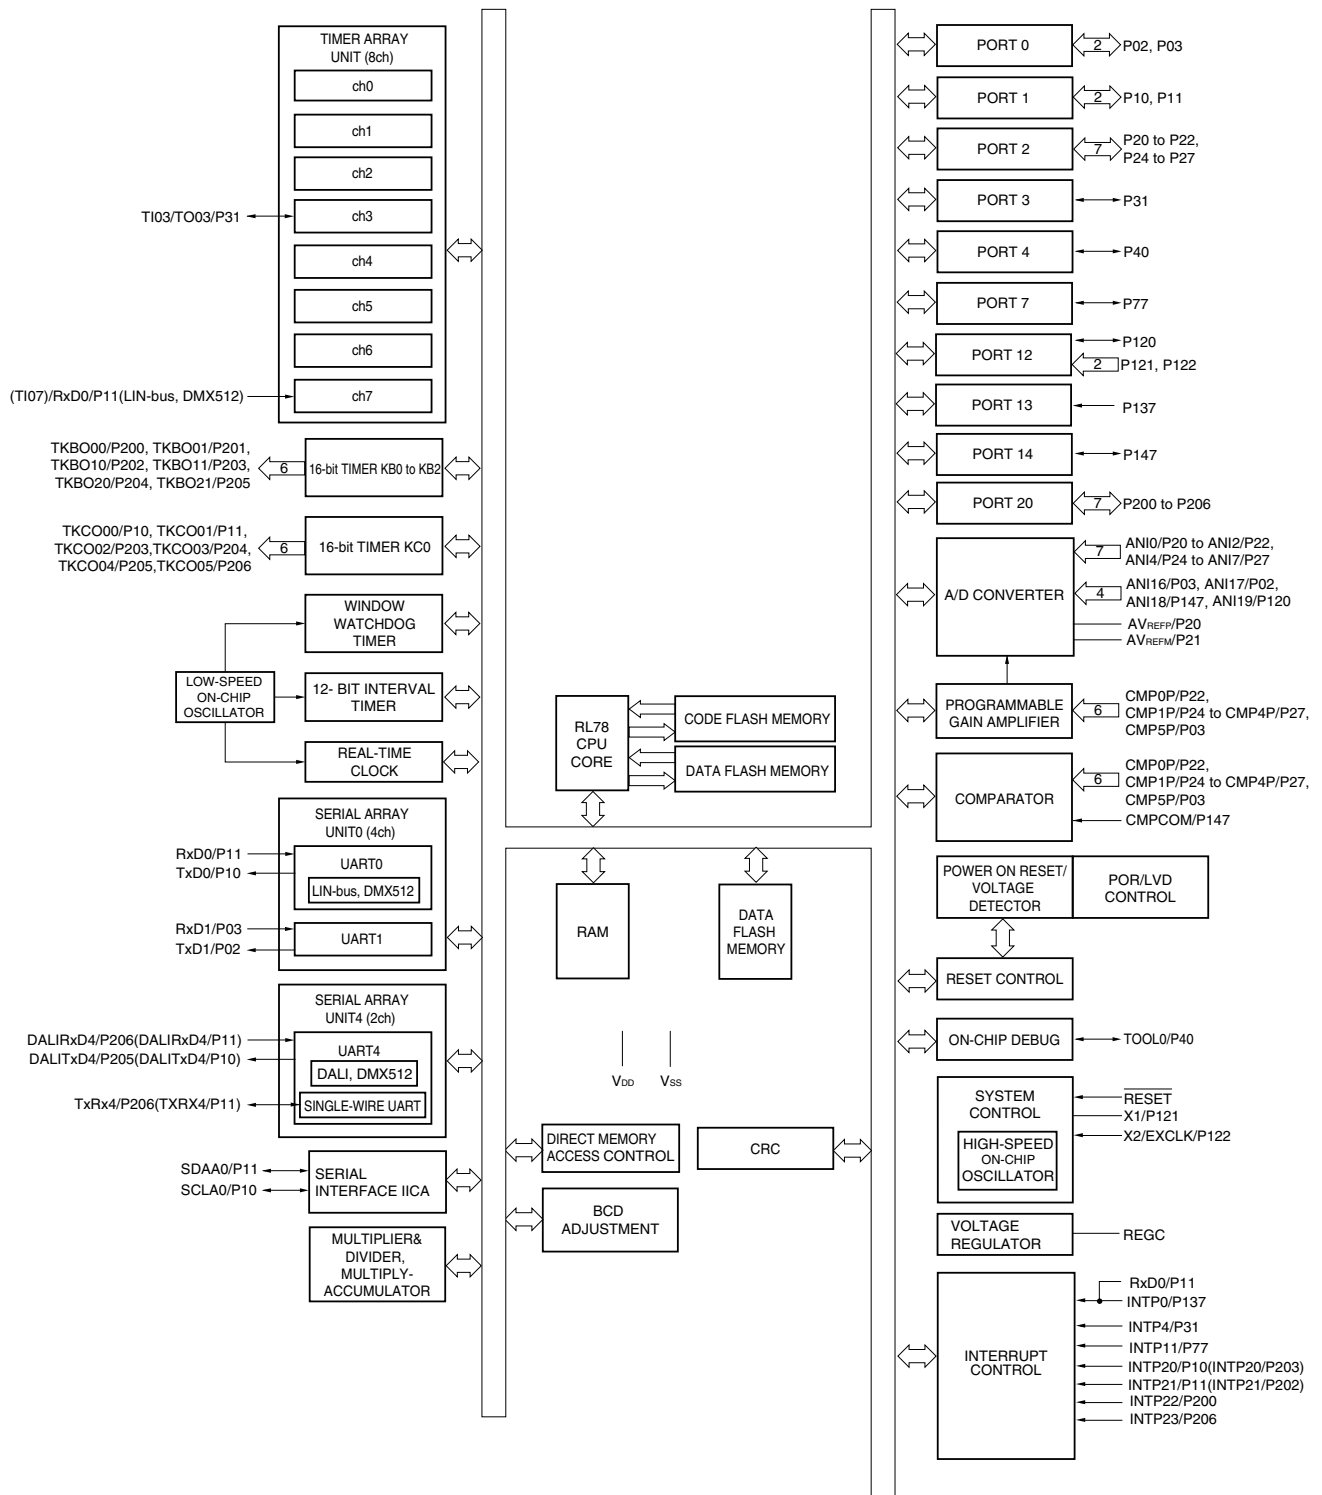 TIMER ARRAY
UNIT (8ch)
ch0
ch1
ch2
TI03/TO03/P31
ch3
ch4
ch5
ch6
(TI07)/RxD0/P11(LIN-bus, DMX512)
ch7
TKBO00/P200, TKBO01/P201,
TKBO10/P202, TKBO11/P203,
TKBO20/P204, TKBO21/P205
6
16-bit TIMER KB0 to KB2
TKCO00/P10, TKCO01/P11,
TKCO02/P203,TKCO03/P204,
TKCO04/P205,TKCO05/P206
6
16-bit TIMER KC0
WINDOW
WATCHDOG
TIMER
LOW-SPEED
ON-CHIP
OSCILLATOR
12- BIT INTERVAL
TIMER
REAL-TIME
CLOCK
SERIAL ARRAY
UNIT0 (4ch)
RxD0/P11
TxD0/P10
UART0
LIN-bus, DMX512
RxD1/P03
TxD1/P02
UART1
SERIAL ARRAY
UNIT4 (2ch)
DALIRxD4/P206(DALIRxD4/P11)
DALITxD4/P205(DALITxD4/P10)
UART4
DALI, DMX512
TxRx4/P206(TXRX4/P11)
SINGLE-WIRE UART
SDAA0/P11
SCLA0/P10
SERIAL
INTERFACE IICA
MULTIPLIER&
DIVIDER,
MULTIPLY-
ACCUMULATOR
RL78
CPU
CORE
CODE FLASH MEMORY
DATA FLASH MEMORY
RAM
DATA
FLASH
MEMORY
VDD
VSS
DIRECT MEMORY
ACCESS CONTROL
CRC
BCD
ADJUSTMENT
PORT 0
2
P02, P03
PORT 1
2
P10, P11
PORT 2
7
P20 to P22,
P24 to P27
PORT 3
P31
PORT 4
P40
PORT 7
P77
PORT 12
P120
2
P121, P122
PORT 13
P137
PORT 14
P147
PORT 20
7
P200 to P206
A/D CONVERTER
7
ANI0/P20 to ANI2/P22,
ANI4/P24 to ANI7/P27
4
ANI16/P03, ANI17/P02,
ANI18/P147, ANI19/P120
AVREFP/P20
AVREFM/P21
PROGRAMMABLE
GAIN AMPLIFIER
6
CMP0P/P22,
CMP1P/P24 to CMP4P/P27,
CMP5P/P03
COMPARATOR
6
CMP0P/P22,
CMP1P/P24 to CMP4P/P27,
CMP5P/P03
CMPCOM/P147
POWER ON RESET/
VOLTAGE
DETECTOR
POR/LVD
CONTROL
RESET CONTROL
ON-CHIP DEBUG
TOOL0/P40
SYSTEM
CONTROL
HIGH-SPEED
ON-CHIP
OSCILLATOR
RESET
X1/P121
X2/EXCLK/P122
VOLTAGE
REGULATOR
REGC
INTERRUPT
CONTROL
RxD0/P11
INTP0/P137
INTP4/P31
INTP11/P77
INTP20/P10(INTP20/P203)
INTP21/P11(INTP21/P202)
INTP22/P200
INTP23/P206